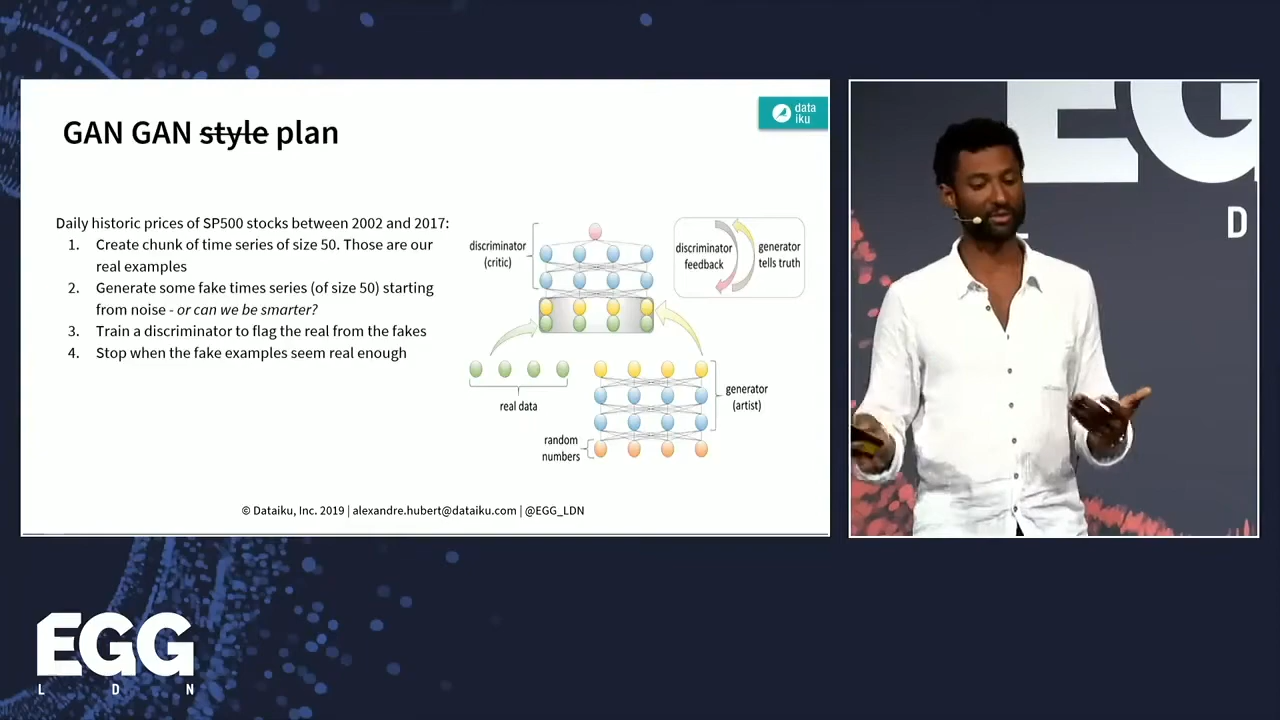 data
iku
GAN GAN style plan
Daily historic prices of SP500 stocks between 2002 and 2017:
1. Create chunk of time series of size 50. Those are our
real examples
2. Generate some fake times series (of size 50) starting
from noise - or can we be smarter?
3. Train a discriminator to flag the real from the fakes
4. Stop when the fake examples seem real enough
discriminator
(critic)
discriminator
feedback
generator
tells truth
real data
generator
(artist)
random
numbers
© Dataiku, Inc. 2019 | alexandre.hubert@dataiku.com | @EGG_LDN
EG
D
EGG
L D N